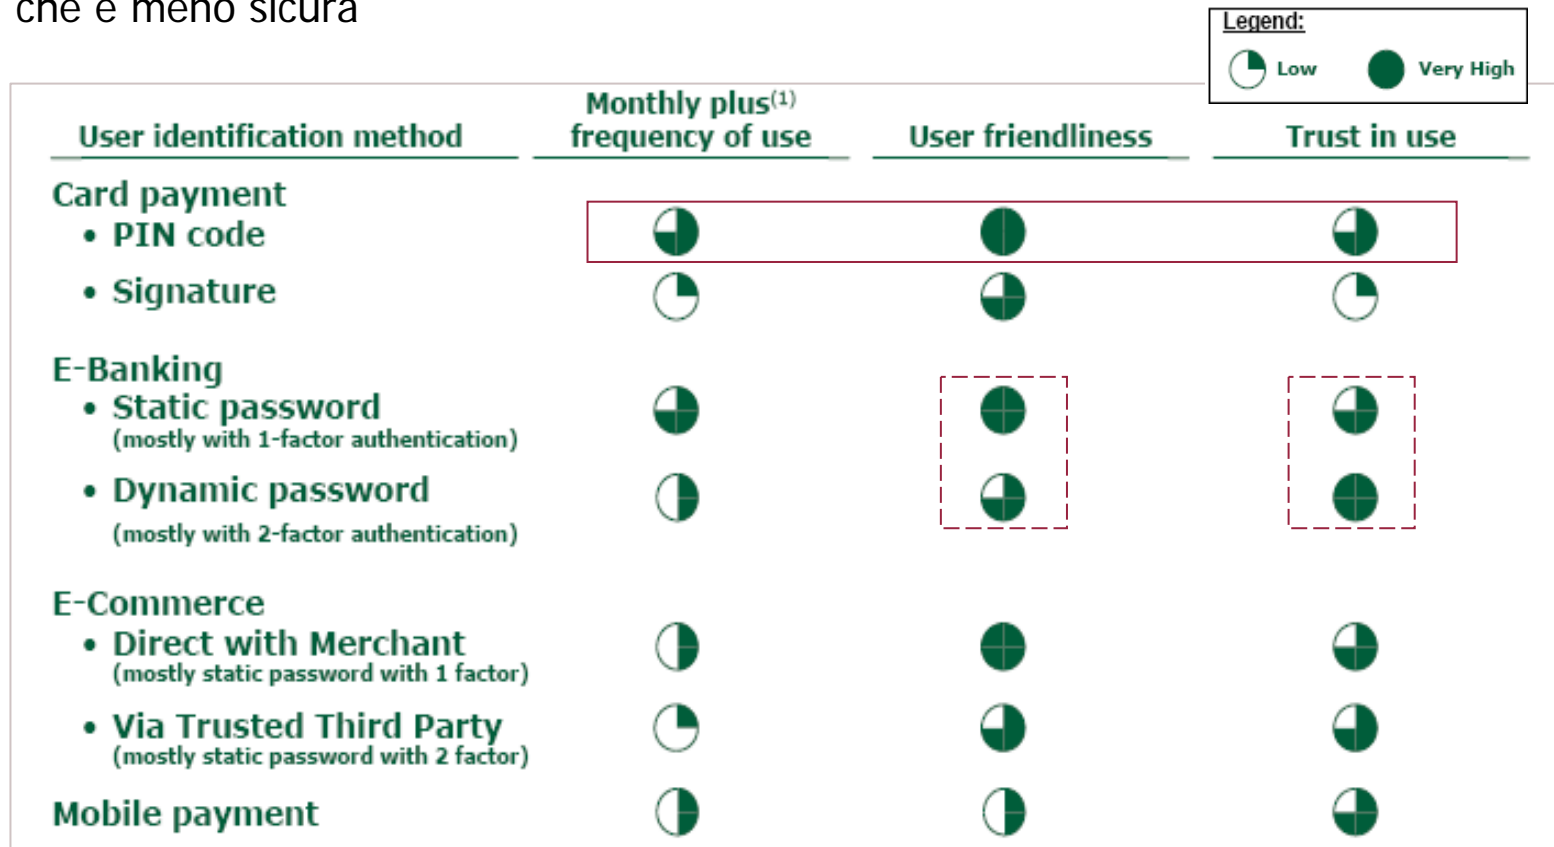 che è meno sicura
Legend:
Low
Very High
Monthly plus(1)
User identification method
frequency of use
User friendliness
Trust in use
Card payment
• PIN code
• Signature
E-Banking
• Static password
(mostly with 1-factor authentication)
• Dynamic password
(mostly with 2-factor authentication)
E-Commerce
• Direct with Merchant
(mostly static password with 1 factor)
• Via Trusted Third Party
(mostly static password with 2 factor)
Mobile payment